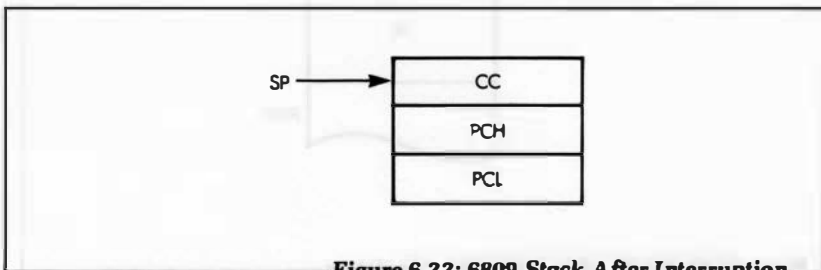 SP
CC
PCH
PCL
Figure 6.22: 6809 Stack After Interruption